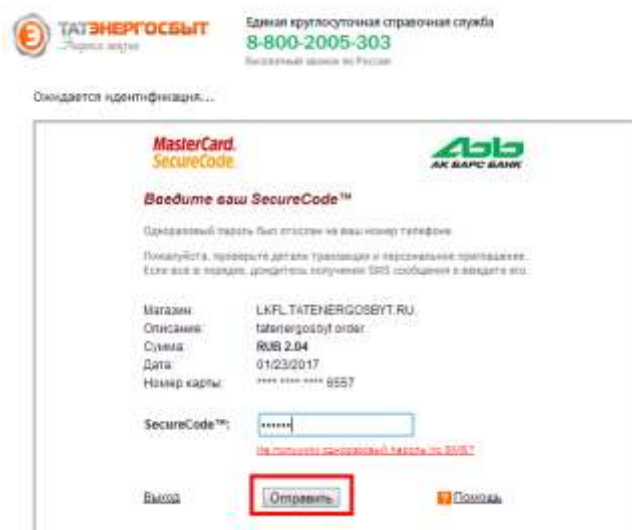 ТАТЭНЕРГОСБЫТ
Энергия жизни
Единая круглосуточная справочная служба
8-800-2005-303
Бесплатный звонок по России
Ожидается идентификация...
MasterCard.
SecureCode.
АК БАРС БАНК
Введите ваш SecureCode™
Одноразовый пароль был отослан на ваш номер телефона.
Пожалуйста, проверьте детали транзакции и персональное приглашение.
Если все в порядке, дождитесь получения SMS сообщения и введите его.
Магазин: LKFL.TATENERGOSBYT.RU
Описание: tatenergosbyt order
Сумма: RUB 2.04
Дата: 01/23/2017
Номер карты: **** **** **** 6557
SecureCode™: ••••••
Не получили одноразовый пароль по SMS?
Выход Отправить ? Помощь